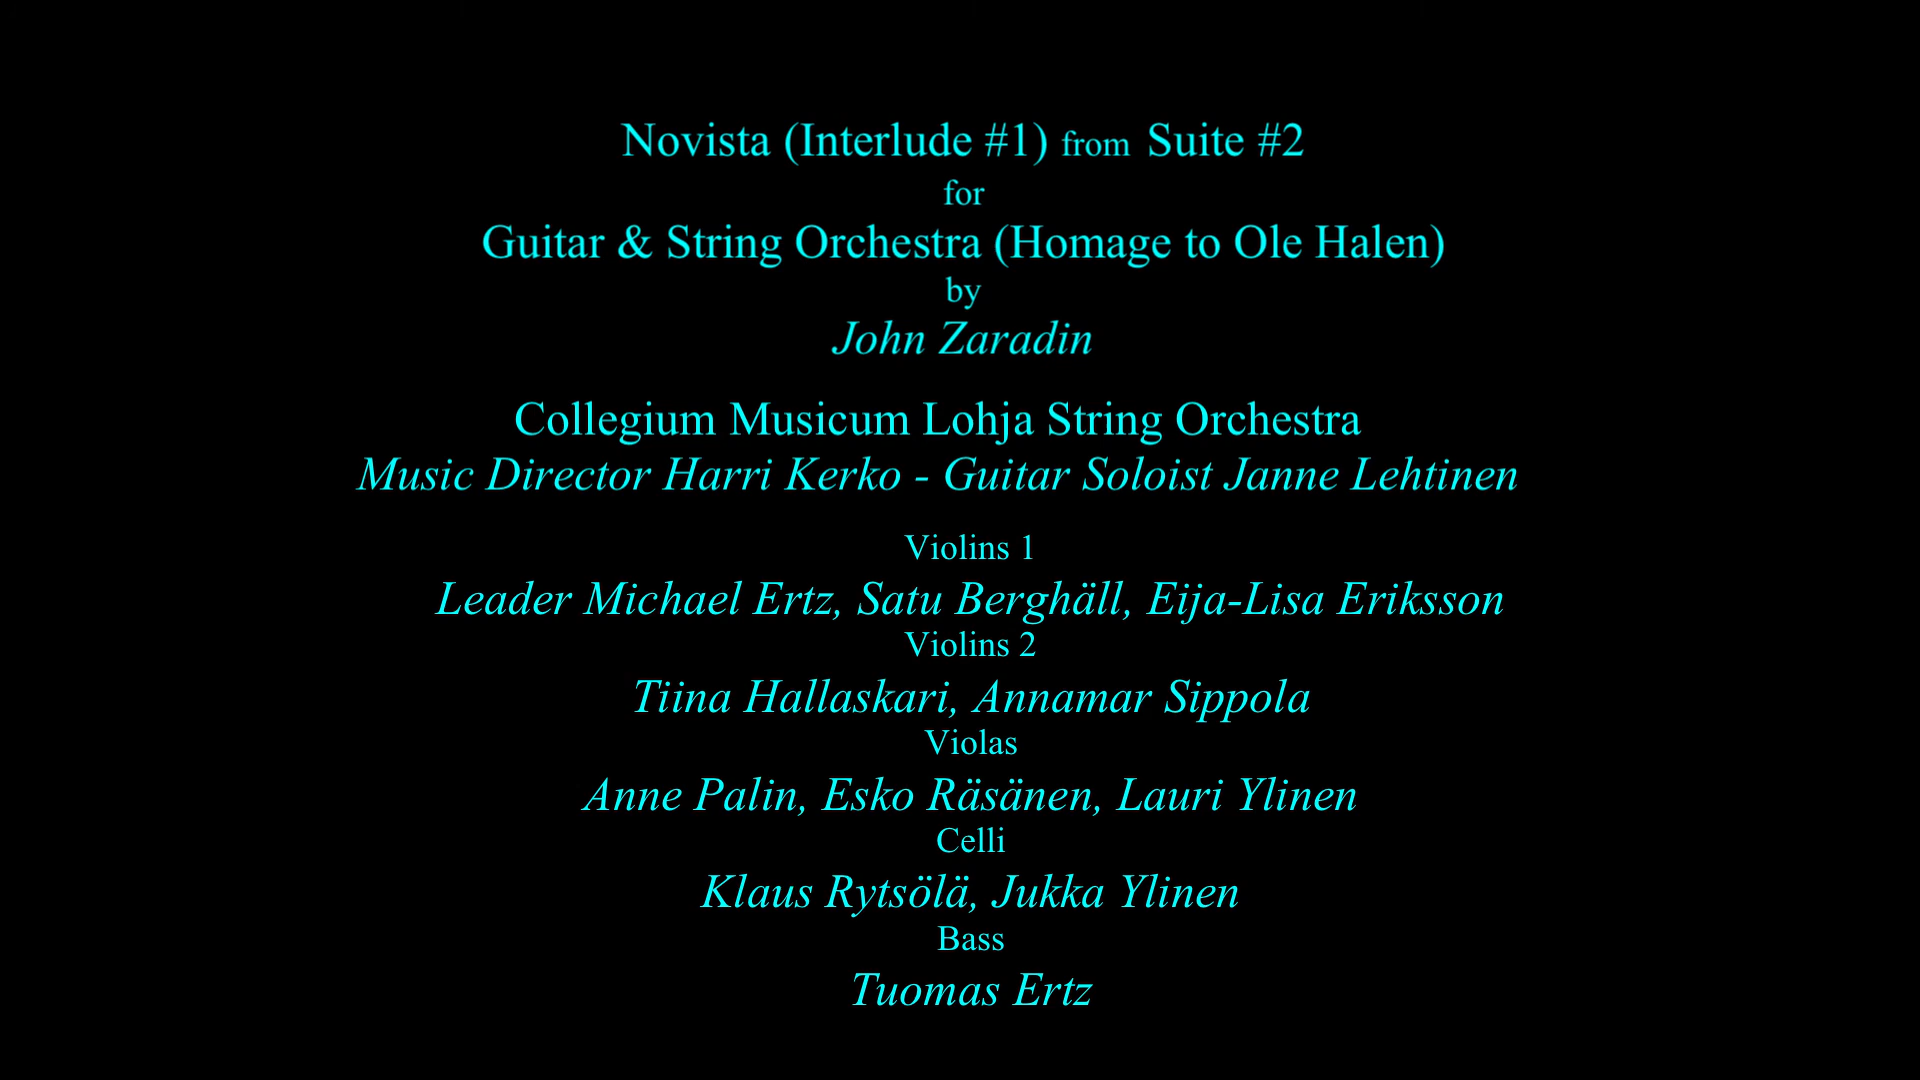 Novista (Interlude #1) from Suite #2
for
Guitar & String Orchestra (Homage to Ole Halen)
by
John Zaradin
Collegium Musicum Lohja String Orchestra
Music Director Harri Kerko - Guitar Soloist Janne Lehtinen
Violins 1
Leader Michael Ertz, Satu Berghäll, Eija-Lisa Eriksson
Violins 2
Tiina Hallaskari, Annamar Sippola
Violas
Anne Palin, Esko Räsänen, Lauri Ylinen
Celli
Klaus Rytsölä, Jukka Ylinen
Bass
Tuomas Ertz